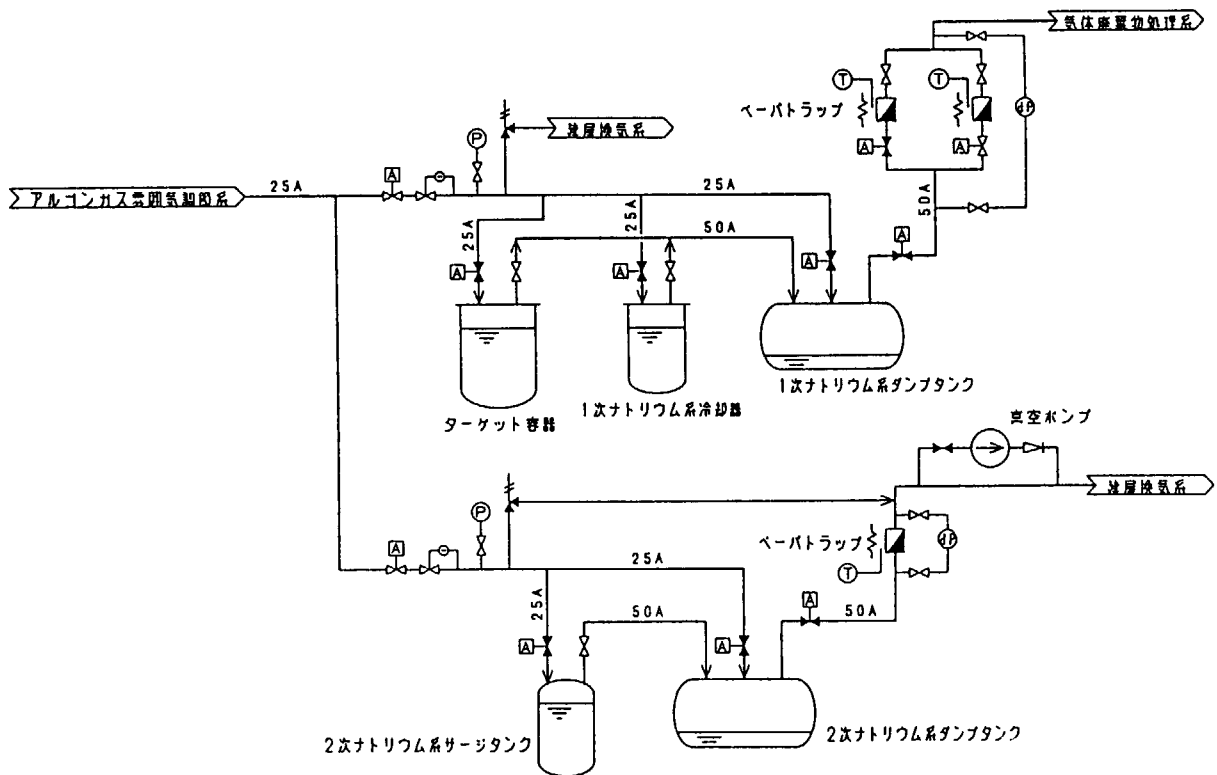 気体廃棄物処理系
T
T
ベーパトラップ
dP
A
A
P
建屋換気系
アルゴンガス雰囲気調節系
25A
A
25A
50A
25A
25A
50A
A
A
A
A
1次ナトリウム系ダンプタンク
1次ナトリウム系冷却器
ターゲット容器
真空ポンプ
建屋換気系
P
ベーパトラップ
dP
A
25A
T
25A
50A
A
50A
A
A
2次ナトリウム系サージタンク
2次ナトリウム系ダンプタンク